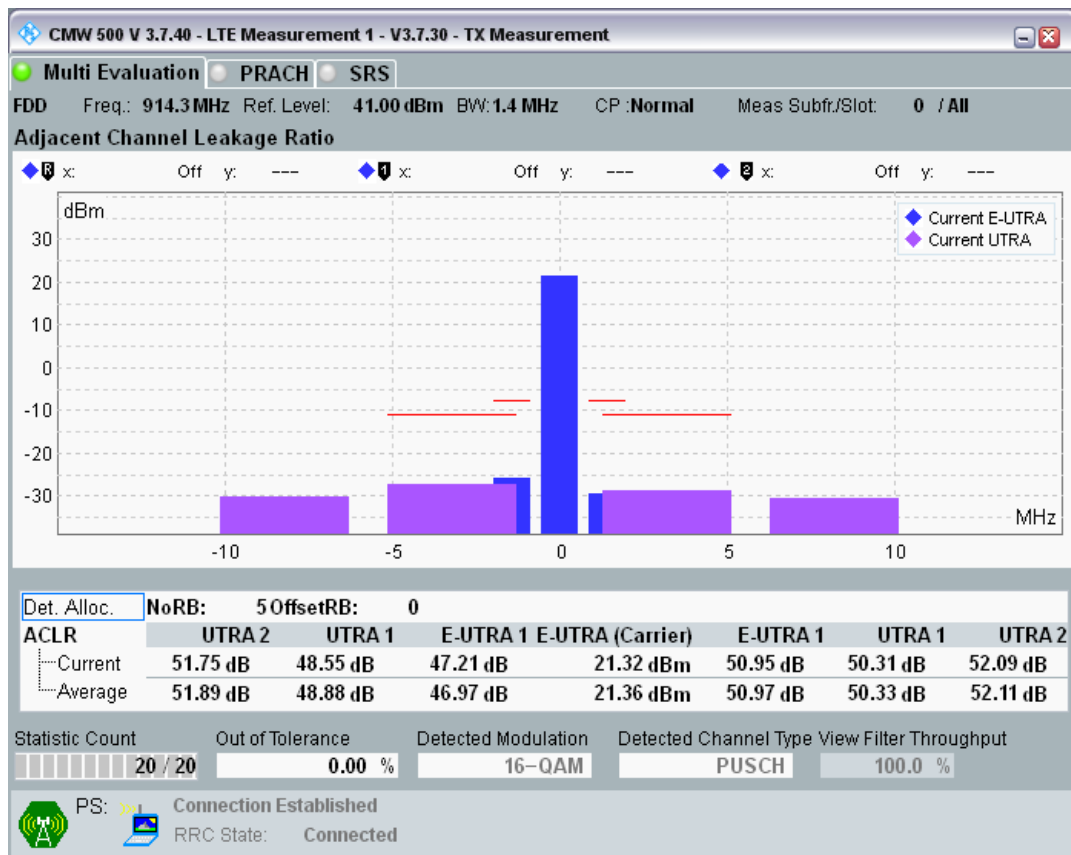 CMW 500 V 3.7.40 - LTE Measurement 1 - V3.7.30 - TX Measurement
Multi Evaluation PRACH SRS
FDD Freq.: 914.3 MHz Ref. Level: 41.00 dBm BW: 1.4 MHz CP :Normal Meas Subfr./Slot: 0 / All
Adjacent Channel Leakage Ratio
R x: Off y: --- 1 x: Off y: --- 2 x: Off y: ---
dBm
Current E-UTRA
Current UTRA
30
20
10
0
-10
-20
-30
MHz
-10 -5 0 5 10
Det. Alloc. NoRB: 5 OffsetRB: 0
ACLR UTRA 2 UTRA 1 E-UTRA 1 E-UTRA (Carrier) E-UTRA 1 UTRA 1 UTRA 2
Current 51.75 dB 48.55 dB 47.21 dB 21.32 dBm 50.95 dB 50.31 dB 52.09 dB
Average 51.89 dB 48.88 dB 46.97 dB 21.36 dBm 50.97 dB 50.33 dB 52.11 dB
Statistic Count Out of Tolerance Detected Modulation Detected Channel Type View Filter Throughput
20 / 20 0.00 % 16-QAM PUSCH 100.0 %
PS: Connection Established
RRC State: Connected